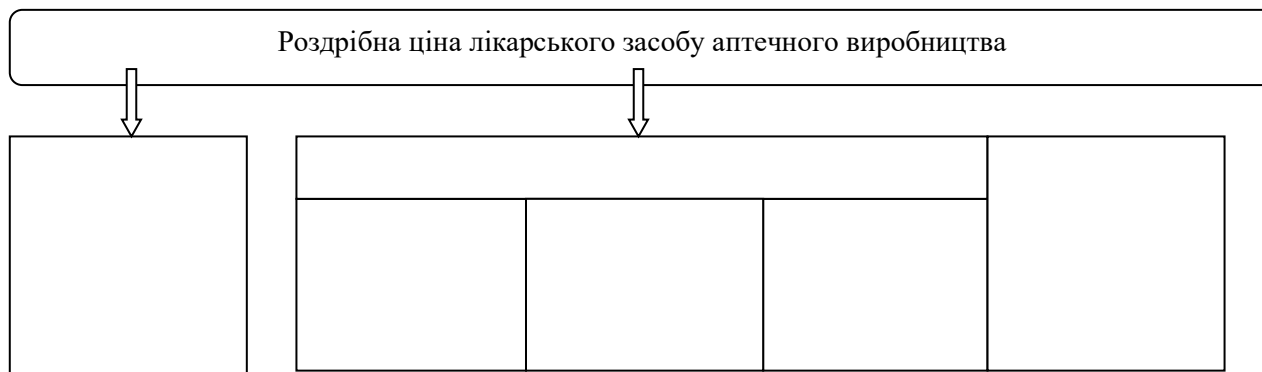 Роздрібна ціна лікарського засобу аптечного виробництва